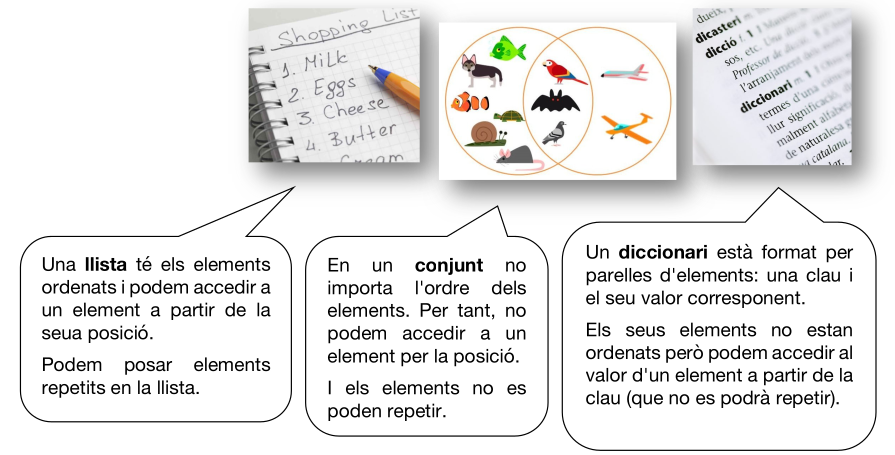 Shopping List
1. Milk
2. Eggs
3. Cheese
4. Butter
Cream
dicasteri
dicció f. 1
sos, etc.
Professor de dicció.
l'arranjament dels
diccionari m. 1
termes d'una
llur significació,
malment
de naturalesa
catalana.
Una llista té els elements
ordenats i podem accedir a
un element a partir de la
seua posició.
Podem posar elements
repetits en la llista.
En un conjunt no
importa l'ordre dels
elements. Per tant, no
podem accedir a un
element per la posició.
I els elements no es
poden repetir.
Un diccionari està format per
parelles d'elements: una clau i
el seu valor corresponent.
Els seus elements no estan
ordenats però podem accedir al
valor d'un element a partir de la
clau (que no es podrà repetir).